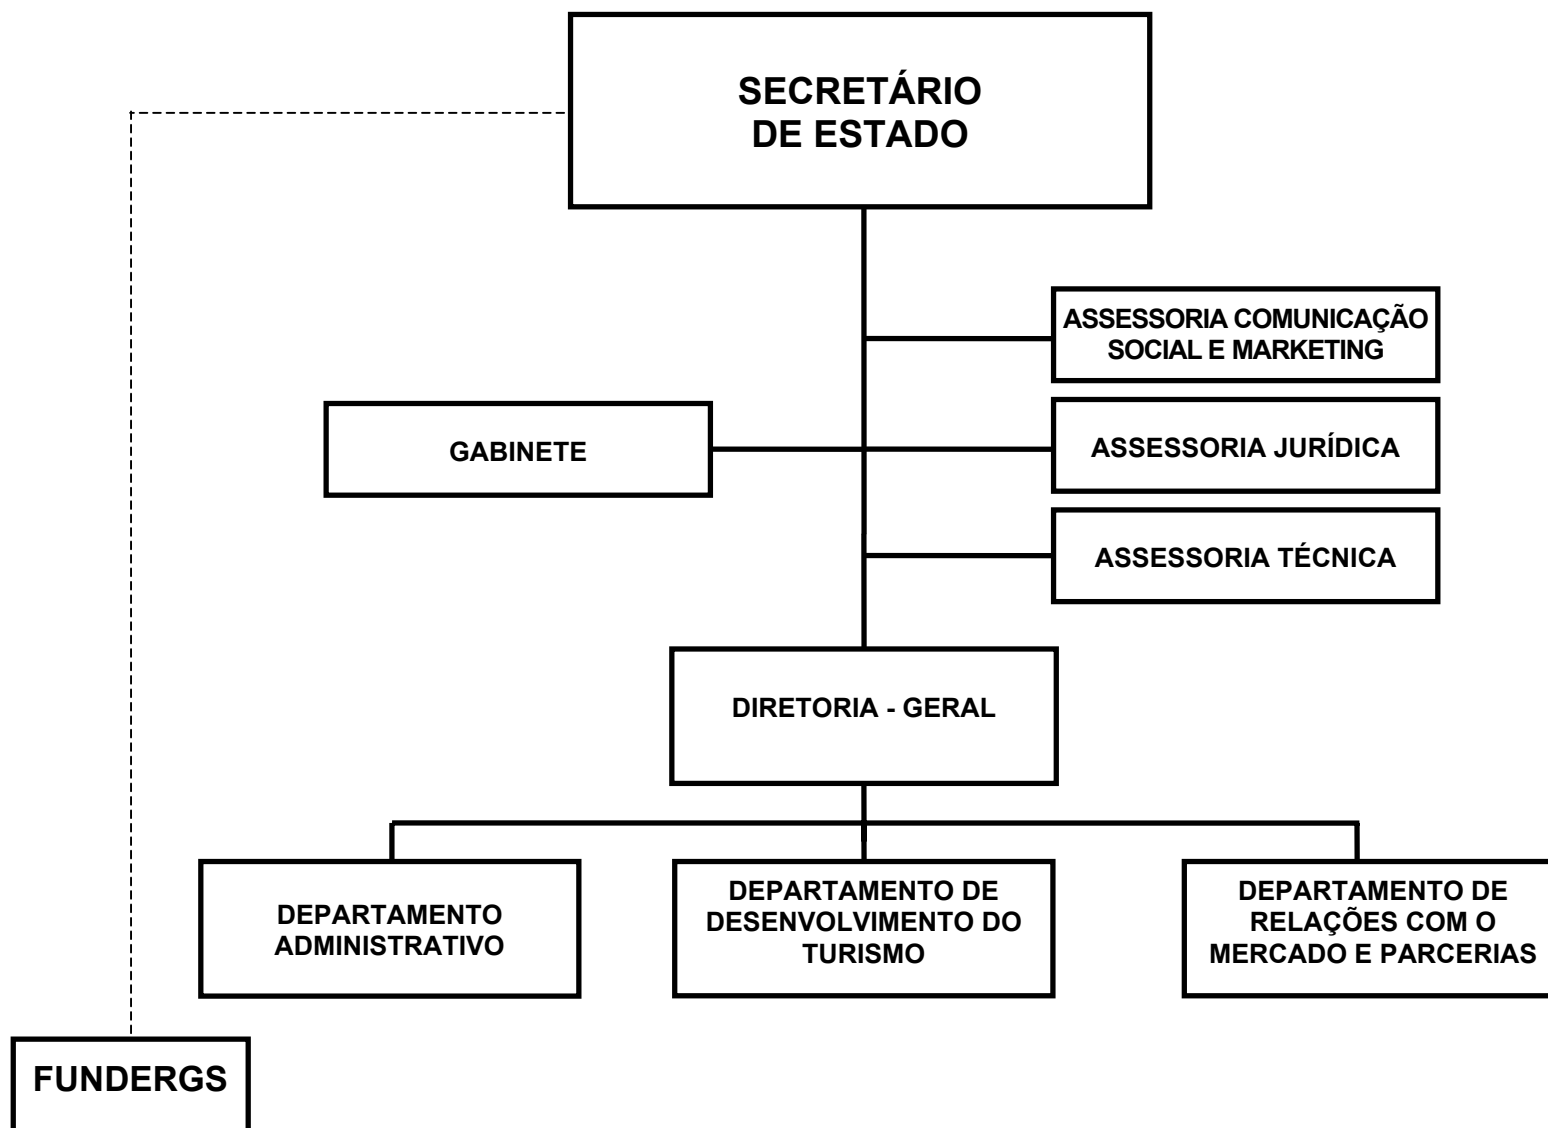 SECRETÁRIO
DE ESTADO
ASSESSORIA COMUNICAÇÃO
SOCIAL E MARKETING
GABINETE
ASSESSORIA JURÍDICA
ASSESSORIA TÉCNICA
DIRETORIA - GERAL
DEPARTAMENTO
ADMINISTRATIVO
DEPARTAMENTO DE
DESENVOLVIMENTO DO
TURISMO
DEPARTAMENTO DE
RELAÇÕES COM O
MERCADO E PARCERIAS
FUNDERGS